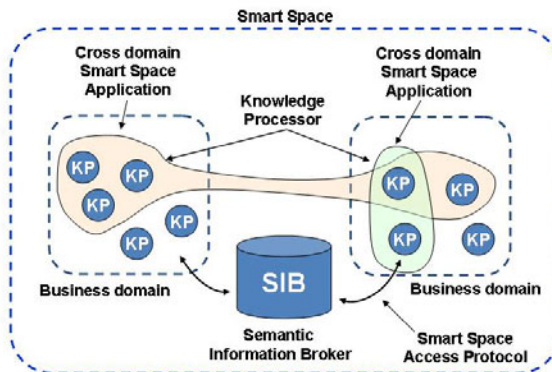 Smart Space
Cross domain
Smart Space
Application
Knowledge
Processor
Cross domain
Smart Space
Application
KP
KP
KP
KP
KP
KP
KP
KP
KP
SIB
Business domain
Business domain
Semantic
Information Broker
Smart Space
Access Protocol